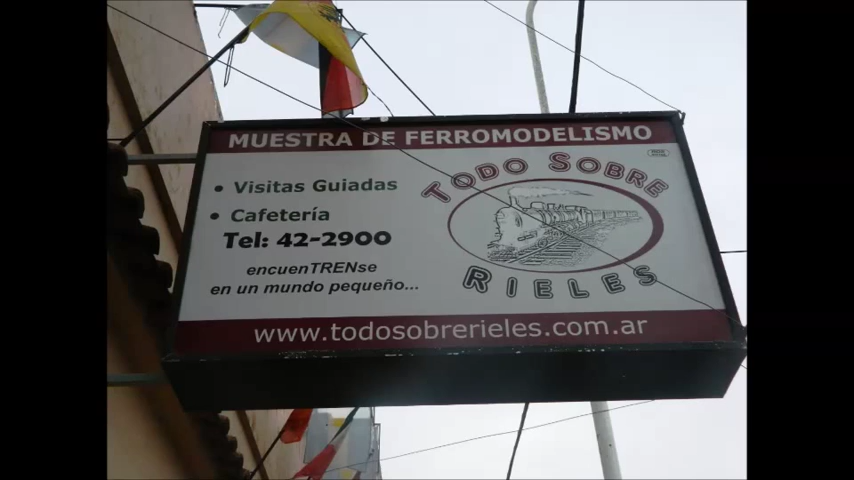 MUESTRA DE FERROMODELISMO
• Visitas Guiadas
• Cafetería
Tel: 42-2900
encuenTRENse
en un mundo pequeño...
TODO SOBRE
RIELES
www.todosobrerieles.com.ar